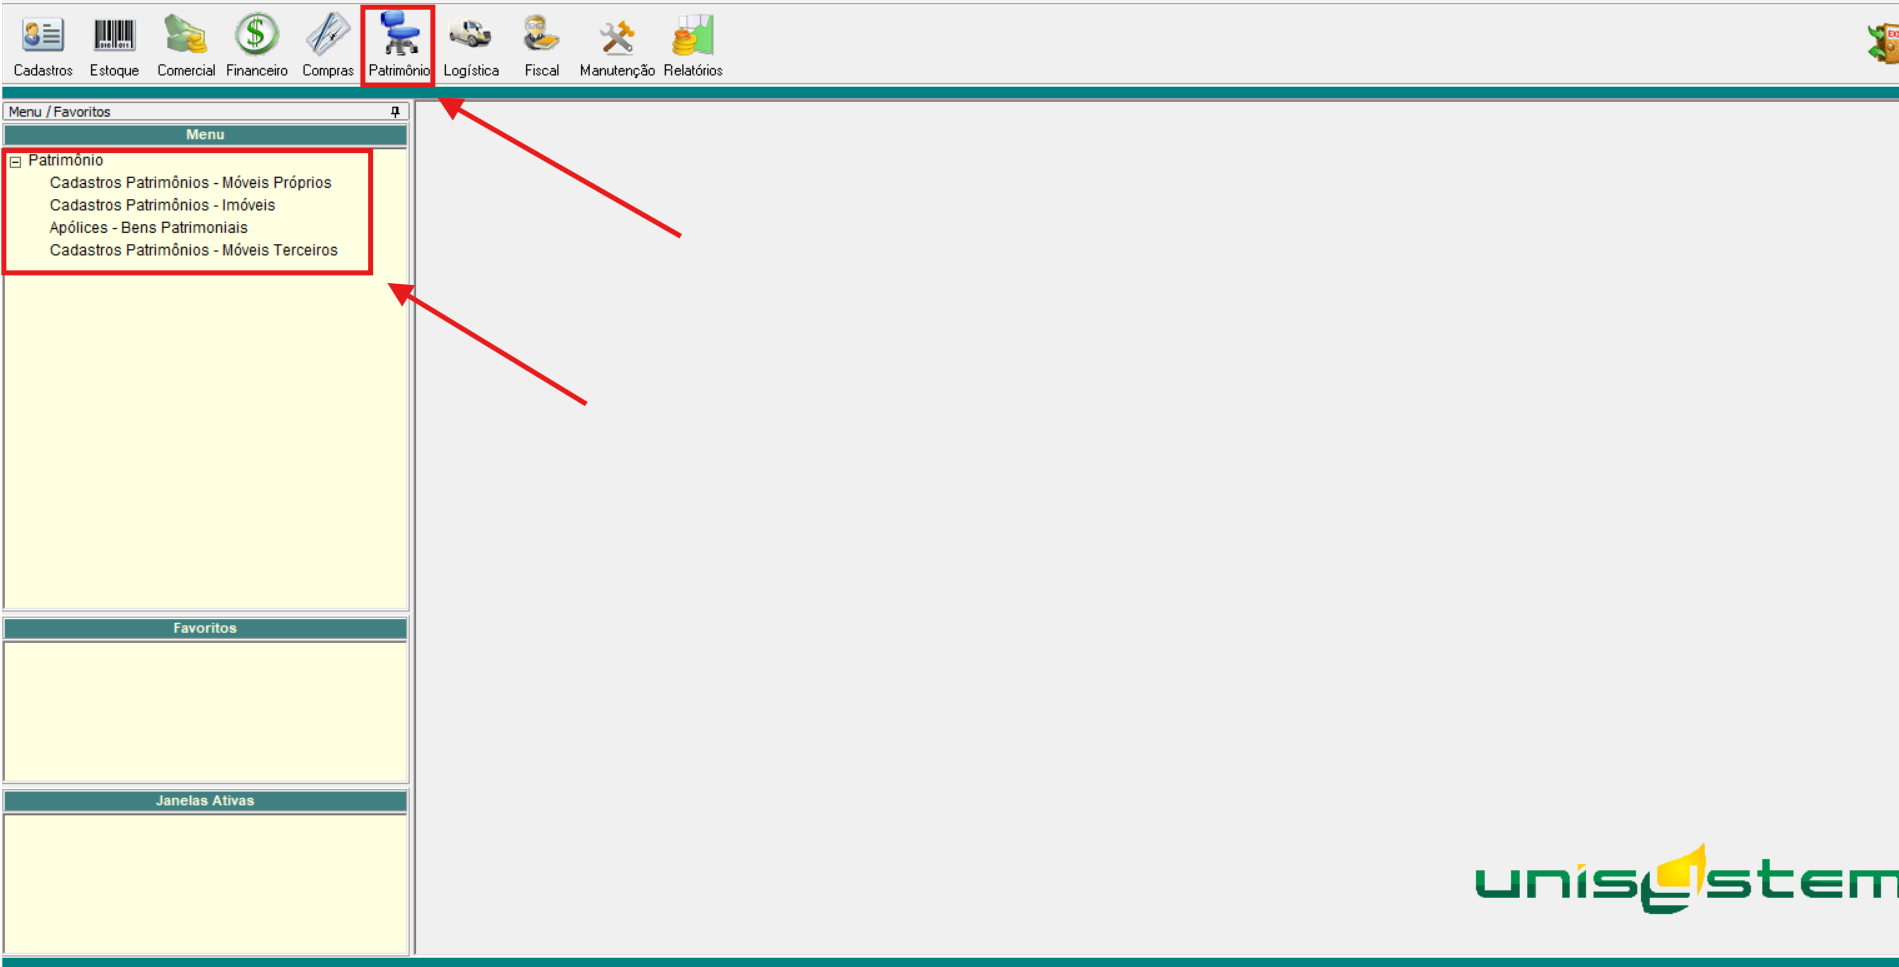 Cadastros Estoque Comercial Financeiro Compras Patrimônio Logística Fiscal Manutenção Relatórios
Menu / Favoritos
Menu
Patrimônio
Cadastros Patrimônios - Móveis Próprios
Cadastros Patrimônios - Imóveis
Apólices - Bens Patrimoniais
Cadastros Patrimônios - Móveis Terceiros
Favoritos
Janelas Ativas
unisystem